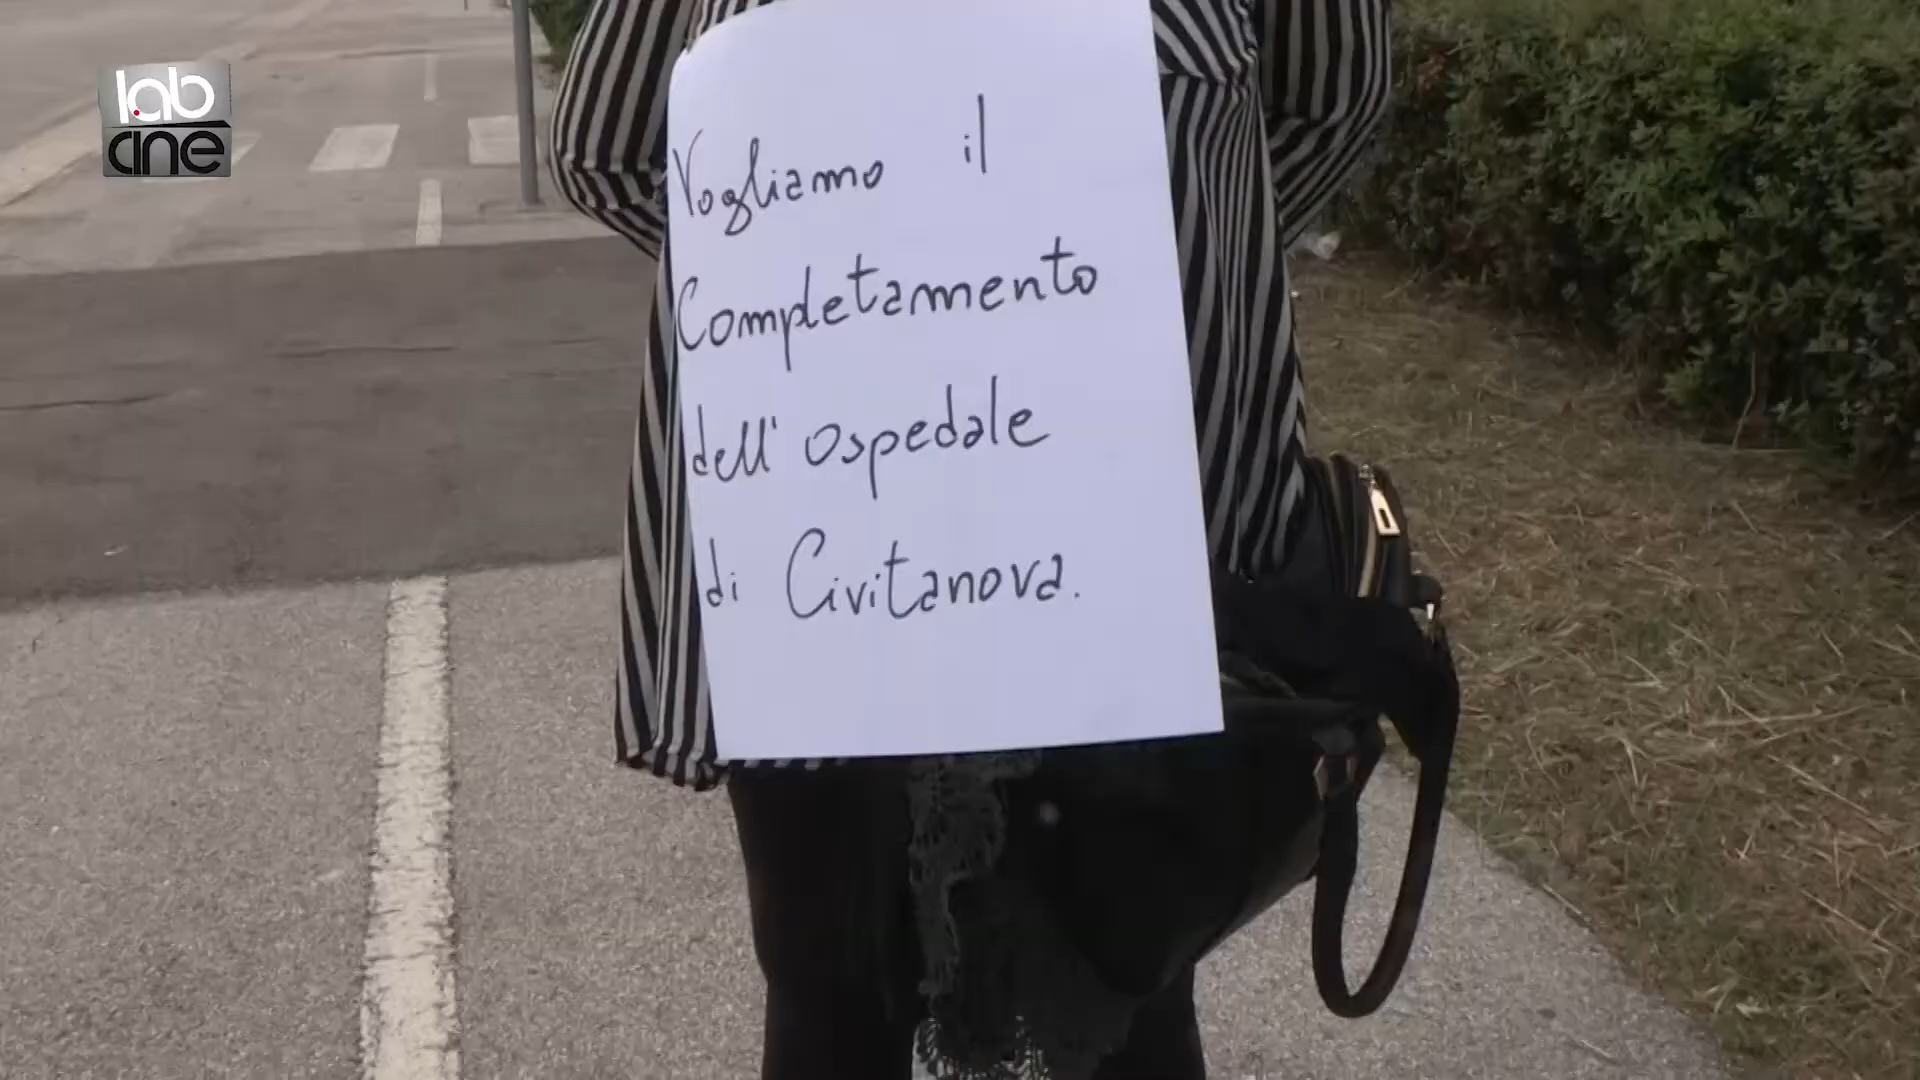 lab
cine
Vogliamo il
Completamento
dell'ospedale
di Civitanova.